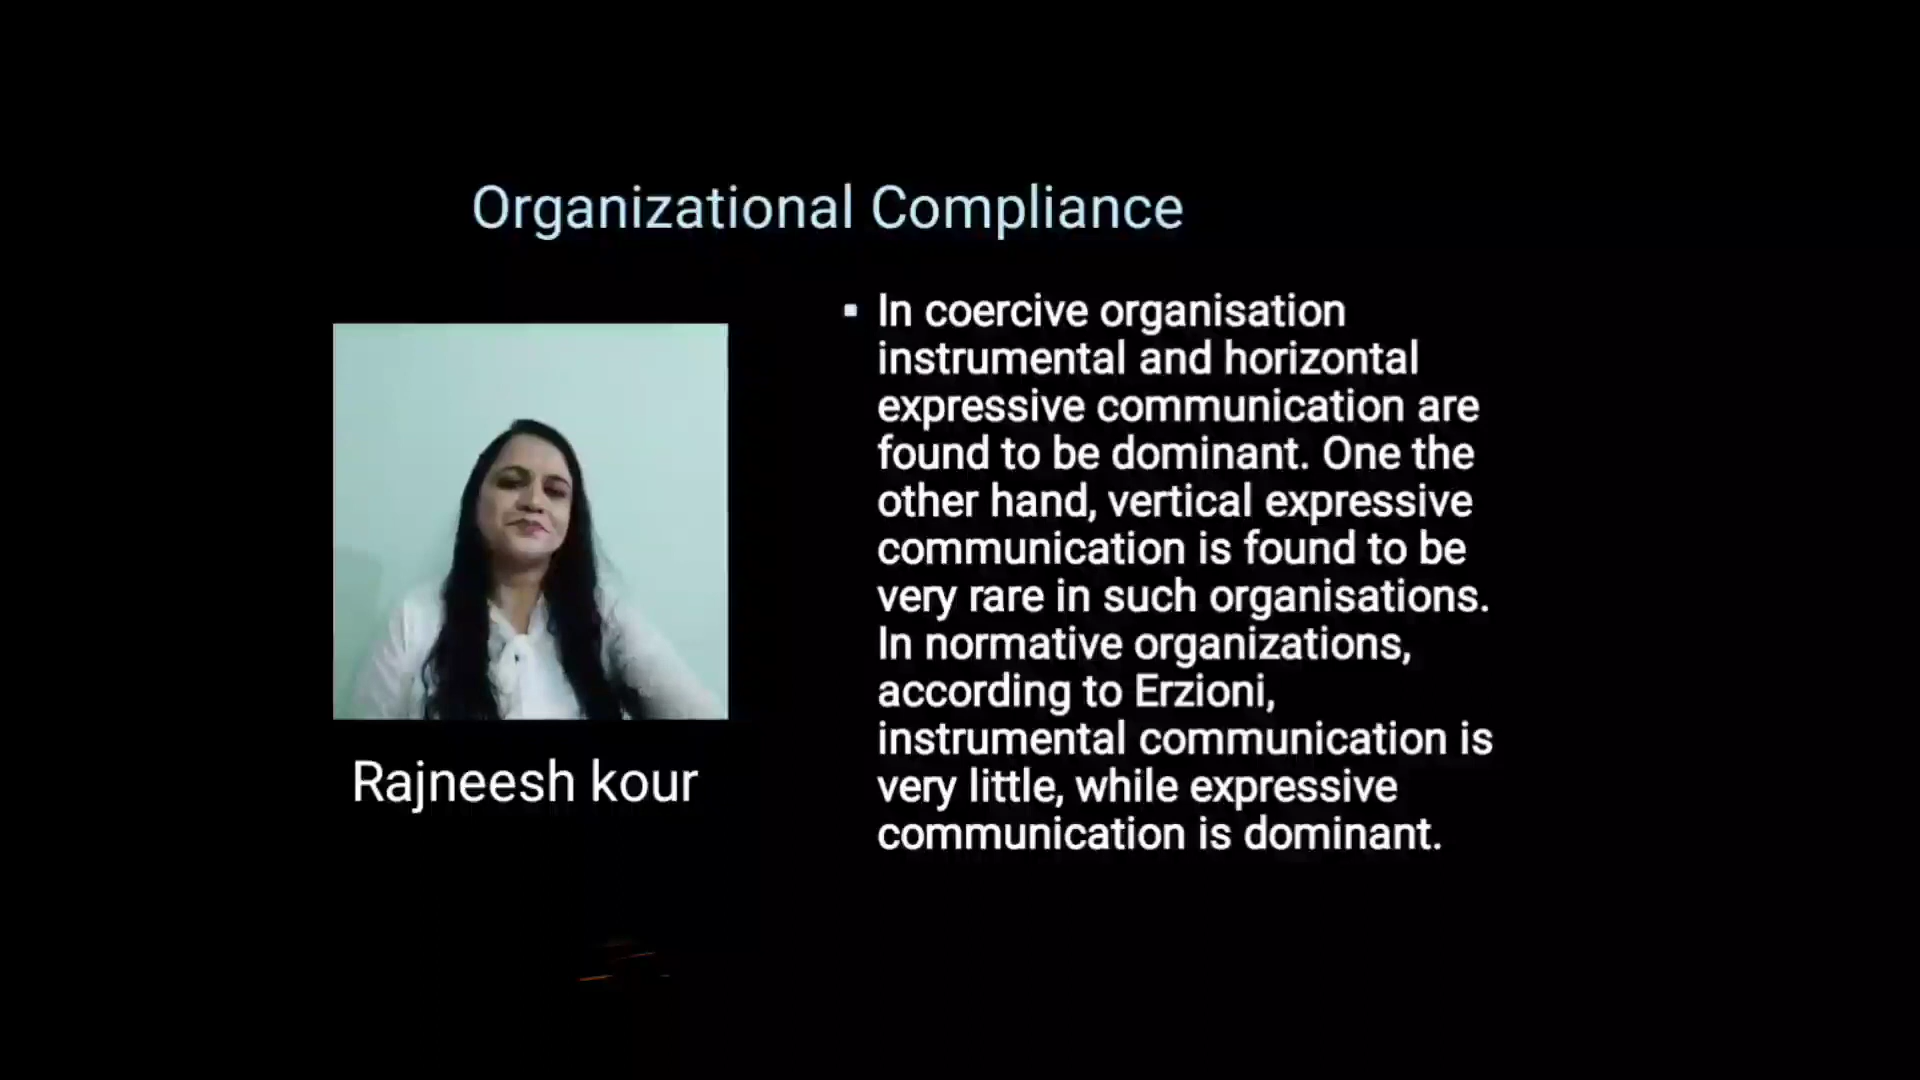 Organizational Compliance
In coercive organisation
instrumental and horizontal
expressive communication are
found to be dominant. One the
other hand, vertical expressive
communication is found to be
very rare in such organisations.
In normative organizations,
according to Erzioni,
instrumental communication is
very little, while expressive
communication is dominant.
Rajneesh kour